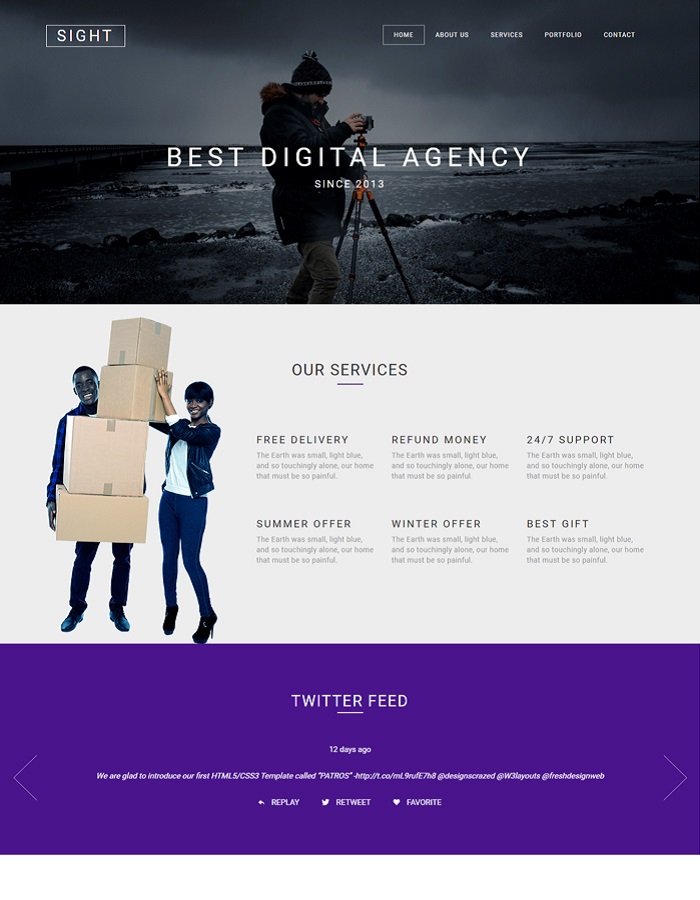 SIGHT
HOME ABOUT US SERVICES PORTFOLIO CONTACT
BEST DIGITAL AGENCY
SINCE 2013
OUR SERVICES
FREE DELIVERY
The Earth was small, light blue,
and so touchingly alone, our home
that must be so painful.
REFUND MONEY
The Earth was small, light blue,
and so touchingly alone, our home
that must be so painful.
24/7 SUPPORT
The Earth was small, light blue,
and so touchingly alone, our home
that must be so painful.
SUMMER OFFER
The Earth was small, light blue,
and so touchingly alone, our home
that must be so painful.
WINTER OFFER
The Earth was small, light blue,
and so touchingly alone, our home
that must be so painful.
BEST GIFT
The Earth was small, light blue,
and so touchingly alone, our home
that must be so painful.
TWITTER FEED
12 days ago
We are glad to introduce our first HTML5/CSS3 Template called "PATROS" -http://t.co/mL9rufE7h8 @designscrazed @W3layouts @freshdesignweb
REPLAY RETWEET FAVORITE